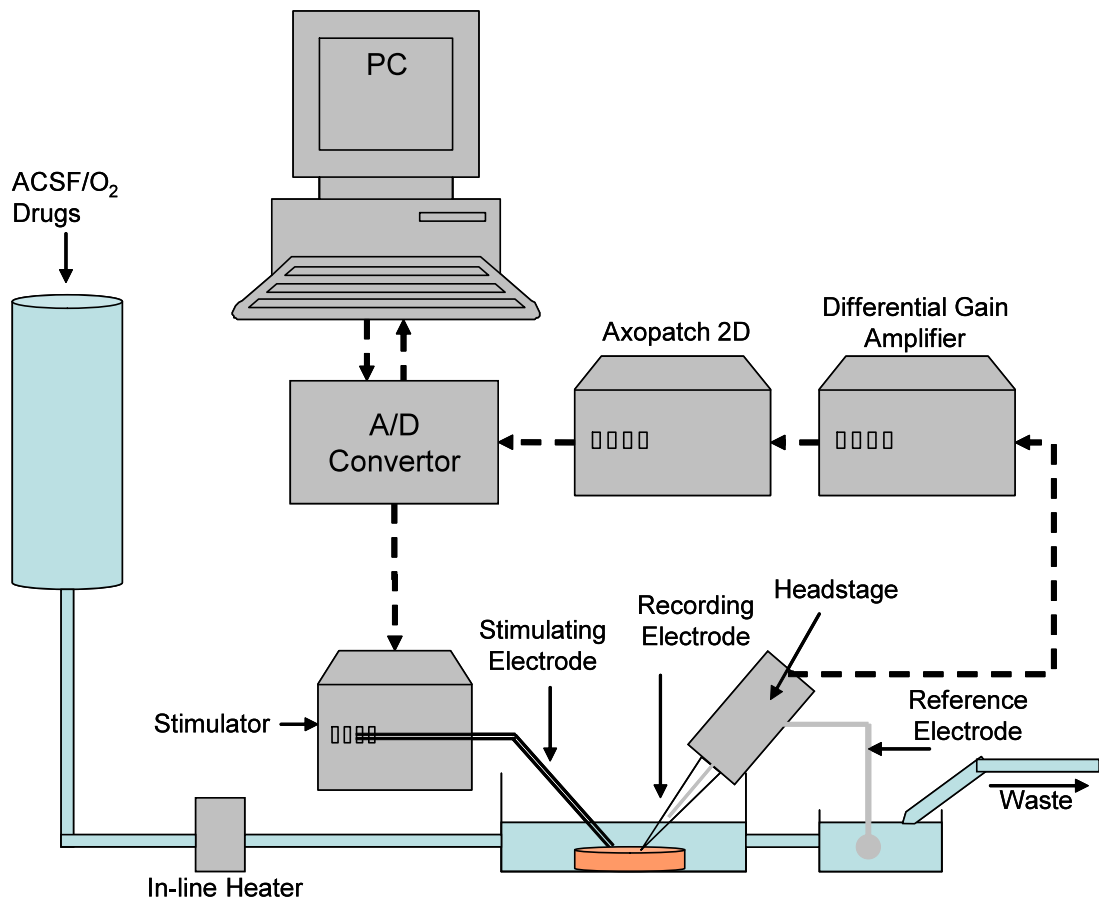 PC
ACSF/O₂
Drugs
Axopatch 2D
Differential Gain
Amplifier
A/D
Convertor
Stimulating
Electrode
Recording
Electrode
Headstage
Stimulator
Reference
Electrode
Waste
In-line Heater